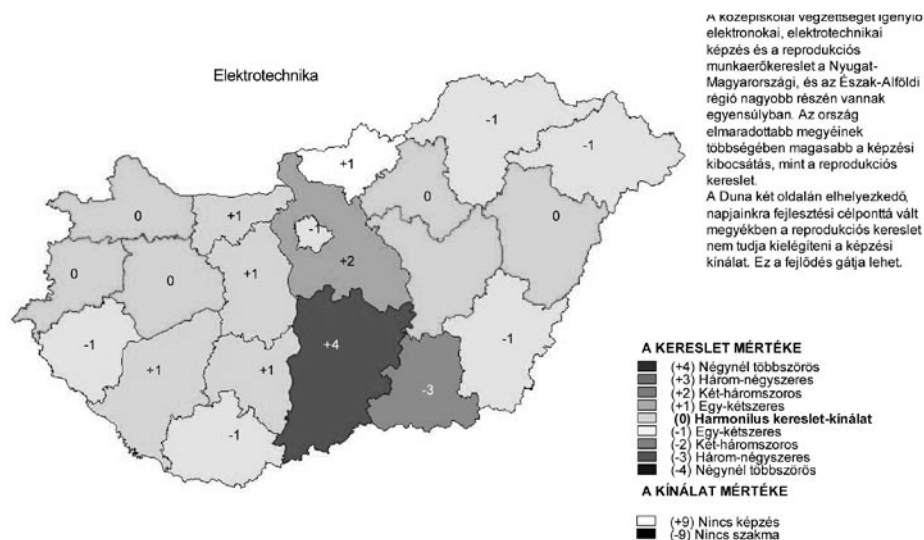 A középiskolai végzettséget igénylő
elektronokai, elektrotechnikai
képzés és a reprodukciós
munkaerőkereslet a Nyugat-
Magyarországi, és az Észak-Alföldi
régió nagyobb részén vannak
egyensúlyban. Az ország
elmaradottabb megyéinek
többségében magasabb a képzési
kibocsátás, mint a reprodukciós
kereslet.
A Duna két oldalán elhelyezkedő,
napjainkra fejlesztési célponttá vált
megyékben a reprodukciós kereslet
nem tudja kielégíteni a képzési
kínálat. Ez a fejlődés gátja lehet.
Elektrotechnika
-1
+1
-1
0
0
+1
-1
0
+2
0
0
+1
-1
+4
-1
+1
+1
-3
-1
A KERESLET MÉRTÉKE
(+4) Négynél többszörös
(+3) Három-négyszeres
(+2) Két-háromszoros
(+1) Egy-kétszeres
(0) Harmonilus kereslet-kínálat
(-1) Egy-kétszeres
(-2) Két-háromszoros
(-3) Három-négyszeres
(-4) Négynél többszörös
A KÍNÁLAT MÉRTÉKE
(+9) Nincs képzés
(-9) Nincs szakma